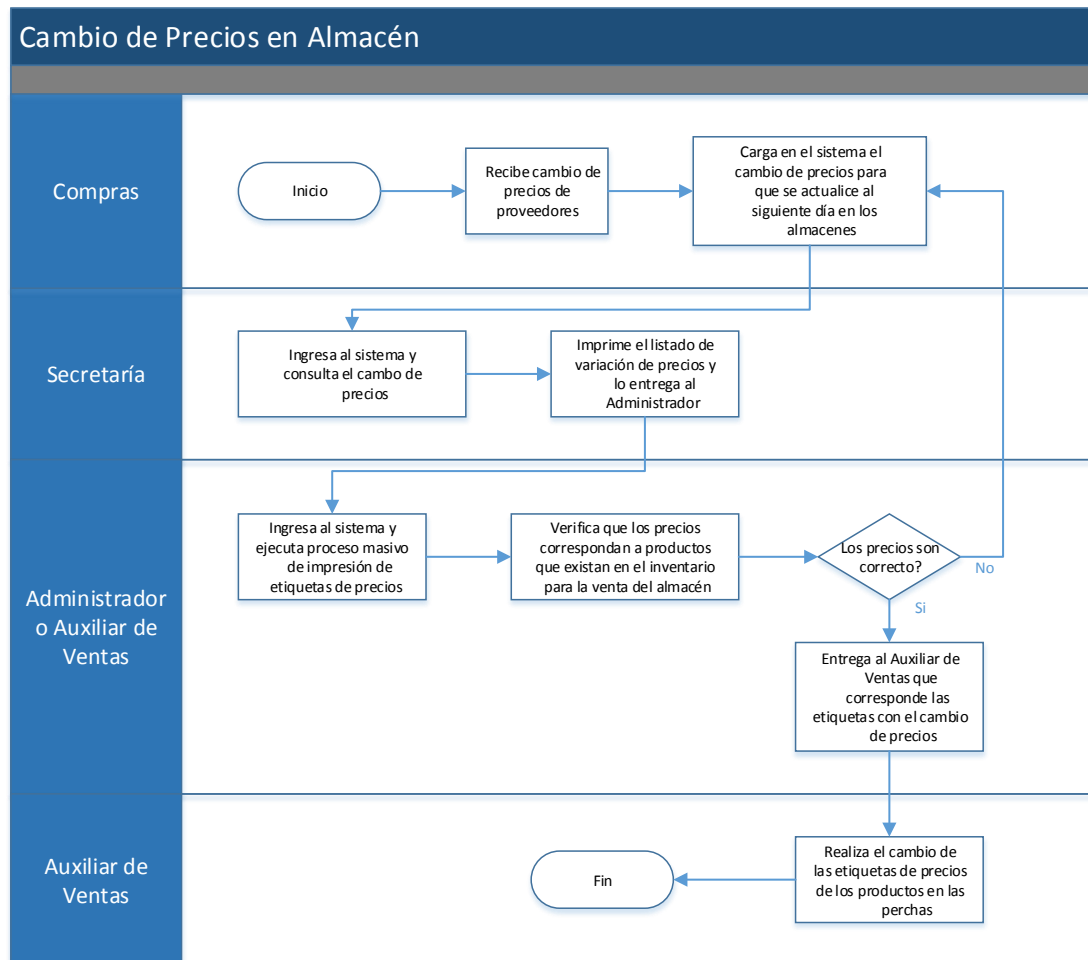 Cambio de Precios en Almacén
Compras
Inicio
Recibe cambio de
precios de
proveedores
Carga en el sistema el
cambio de precios para
que se actualice al
siguiente día en los
almacenes
Secretaría
Ingresa al sistema y
consulta el cambo de
precios
Imprime el listado de
variación de precios y
lo entrega al
Administrador
Administrador
o Auxiliar de
Ventas
Ingresa al sistema y
ejecuta proceso masivo
de impresión de
etiquetas de precios
Verifica que los precios
correspondan a productos
que existan en el inventario
para la venta del almacén
Los precios son
correcto?
No
Si
Entrega al Auxiliar de
Ventas que
corresponde las
etiquetas con el cambio
de precios
Auxiliar de
Ventas
Fin
Realiza el cambio de
las etiquetas de precios
de los productos en las
perchas